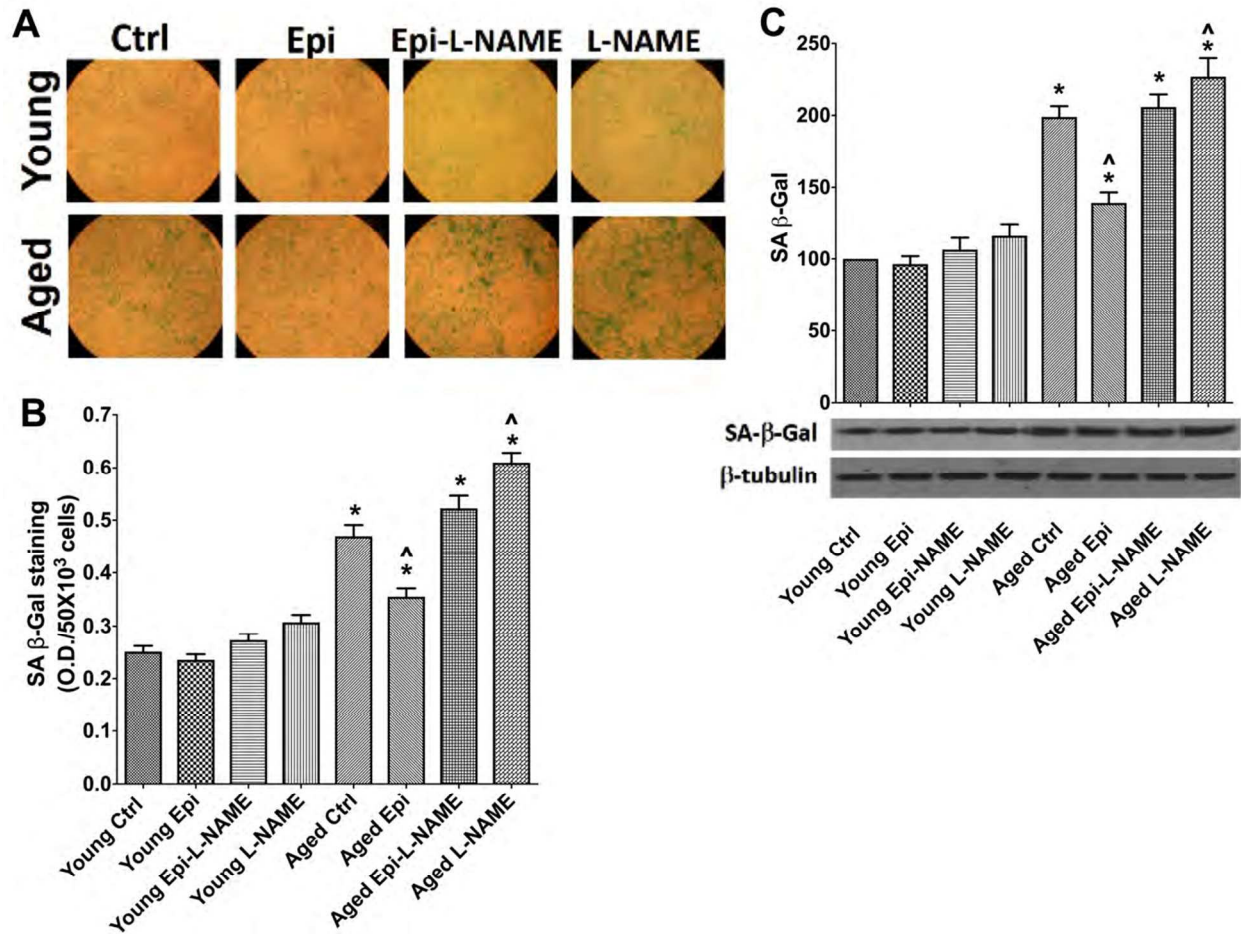 A
Ctrl
Epi
Epi-L-NAME
L-NAME
Young
Aged
B
SA β-Gal staining
(O.D./50X10³ cells)
0.7
0.6
0.5
0.4
0.3
0.2
0.1
0.0
*
^
*
*
^
*
Young Ctrl
Young Epi
Young Epi-L-NAME
Young L-NAME
Aged Ctrl
Aged Epi
Aged Epi-L-NAME
Aged L-NAME
C
SA β-Gal
250
200
150
100
50
0
*
^
*
*
^
*
SA-β-Gal
β-tubulin
Young Ctrl
Young Epi
Young Epi-NAME
Young L-NAME
Aged Ctrl
Aged Epi
Aged Epi-L-NAME
Aged L-NAME